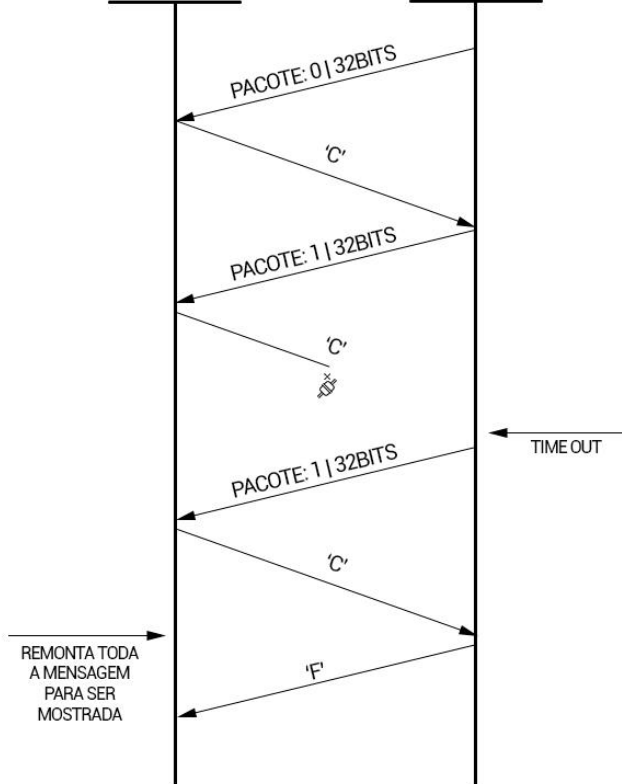 PACOTE: 0 | 32BITS
'C'
PACOTE: 1 | 32BITS
'C'
TIME OUT
PACOTE: 1 | 32BITS
'C'
REMONTA TODA
A MENSAGEM
PARA SER
MOSTRADA
'F'